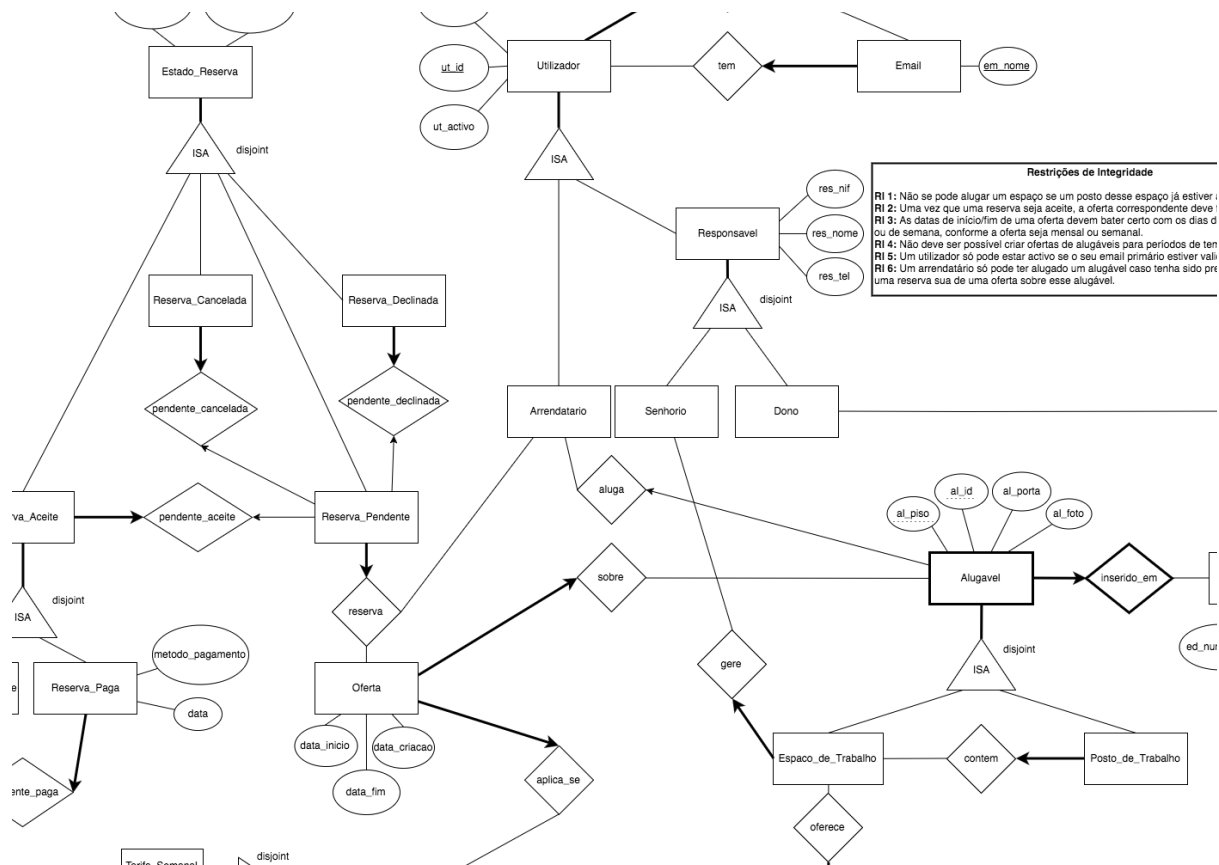 Estado_Reserva
ut_id
Utilizador
tem
Email
em_nome
ut_activo
ISA
disjoint
ISA
Restrições de Integridade
RI 1: Não se pode alugar um espaço se um posto desse espaço já estiver
RI 2: Uma vez que uma reserva seja aceite, a oferta correspondente deve
RI 3: As datas de início/fim de uma oferta devem bater certo com os dias
ou de semana, conforme a oferta seja mensal ou semanal.
RI 4: Não deve ser possível criar ofertas de alugáveis para períodos de
RI 5: Um utilizador só pode estar activo se o seu email primário estiver
RI 6: Um arrendatário só pode ter alugado um alugável caso tenha sido
uma reserva sua de uma oferta sobre esse alugável.
res_nif
Responsavel
res_nome
res_tel
Reserva_Cancelada
Reserva_Declinada
ISA
disjoint
pendente_cancelada
pendente_declinada
Arrendatario
Senhorio
Dono
aluga
al_piso
al_id
al_porta
al_foto
va_Aceite
pendente_aceite
Reserva_Pendente
sobre
Alugavel
inserido_em
ISA
disjoint
reserva
metodo_pagamento
Reserva_Paga
data
Oferta
gere
ISA
disjoint
data_inicio
data_criacao
data_fim
aplica_se
Espaco_de_Trabalho
contem
Posto_de_Trabalho
ente_paga
oferece
disjoint